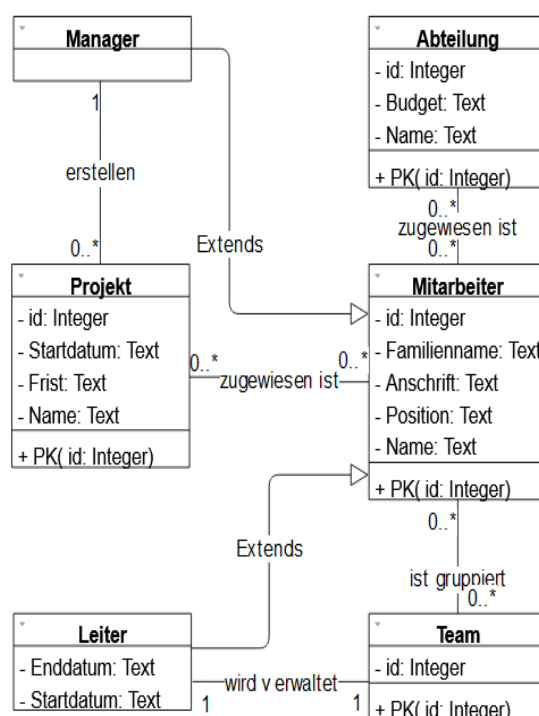 Manager
1
erstellen
0..*
Extends
Abteilung
- id: Integer
- Budget: Text
- Name: Text
+ PK( id: Integer)
0..*
zugewiesen ist
0..*
Projekt
- id: Integer
- Startdatum: Text
- Frist: Text
- Name: Text
+ PK( id: Integer)
0..*
zugewiesen ist
0..*
Mitarbeiter
- id: Integer
- Familienname: Text
- Anschrift: Text
- Position: Text
- Name: Text
+ PK( id: Integer)
0..*
ist gruppiert
0..*
Extends
Leiter
- Enddatum: Text
- Startdatum: Text
1
wird verwaltet
1
Team
- id: Integer
+ PK( id: Integer)